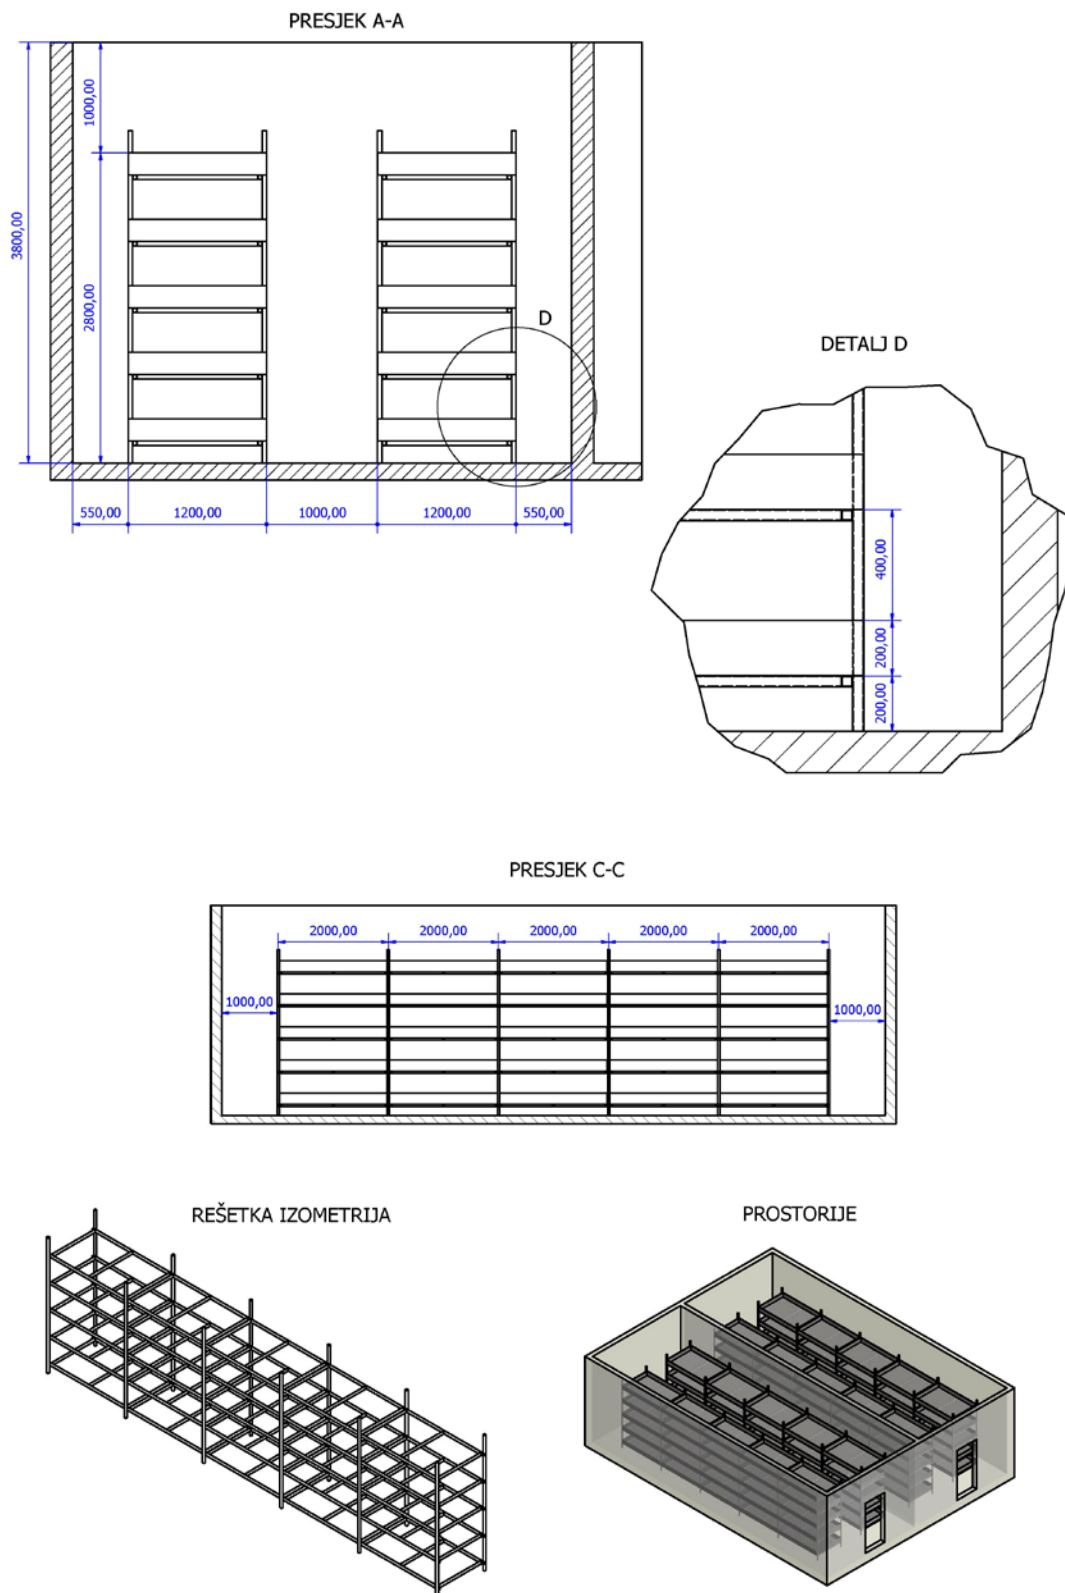 PRESJEK A-A
1000,00
3800,00
2800,00
D
550,00 1200,00 1000,00 1200,00 550,00
DETALJ D
400,00
200,00
200,00
PRESJEK C-C
2000,00 2000,00 2000,00 2000,00 2000,00
1000,00 1000,00
REŠETKA IZOMETRIJA
PROSTORIJE